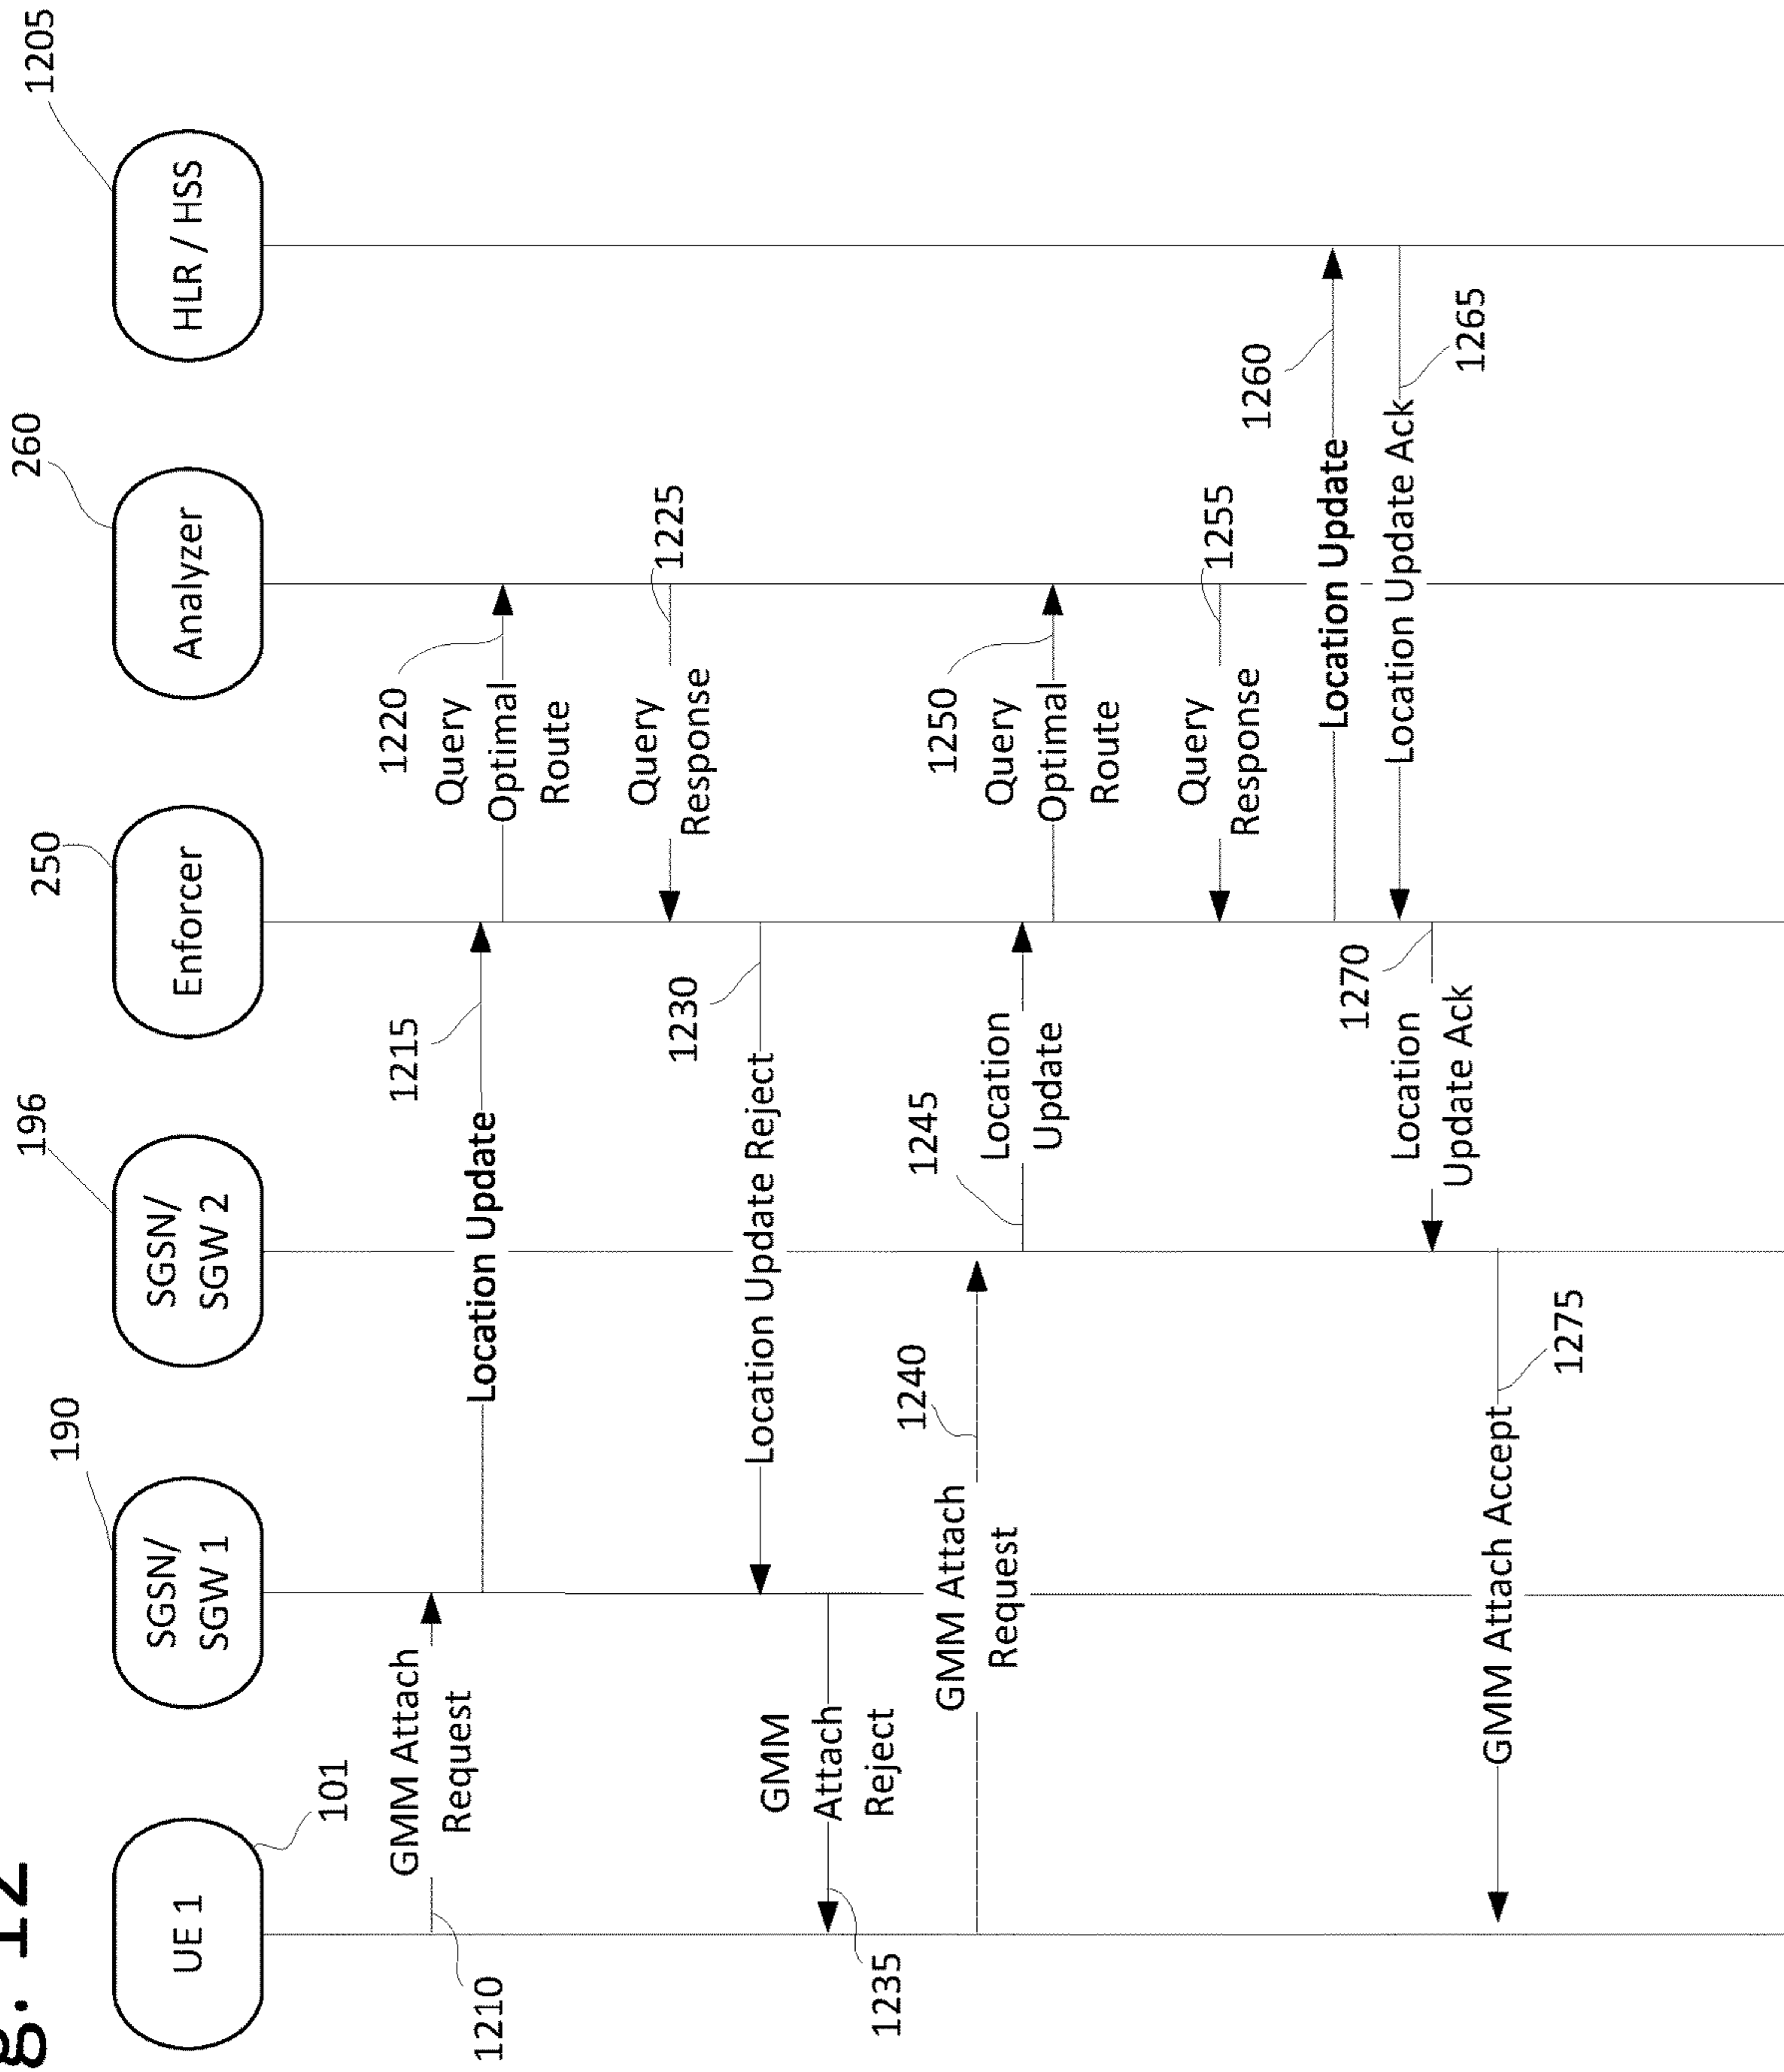 g. 12
UE 1
101
SGSN/
SGW 1
190
SGSN/
SGW 2
196
Enforcer
250
Analyzer
260
HLR / HSS
1205
1210
GMM Attach
Request
Location Update
1215
1220
Query
Optimal
Route
Query
Response
1225
1230
Location Update Reject
GMM
Attach
Reject
1235
GMM Attach
Request
1240
1245
Location
Update
1250
Query
Optimal
Route
Query
Response
1255
Location Update
1260
Location Update Ack
1265
1270
Location
Update Ack
GMM Attach Accept
1275